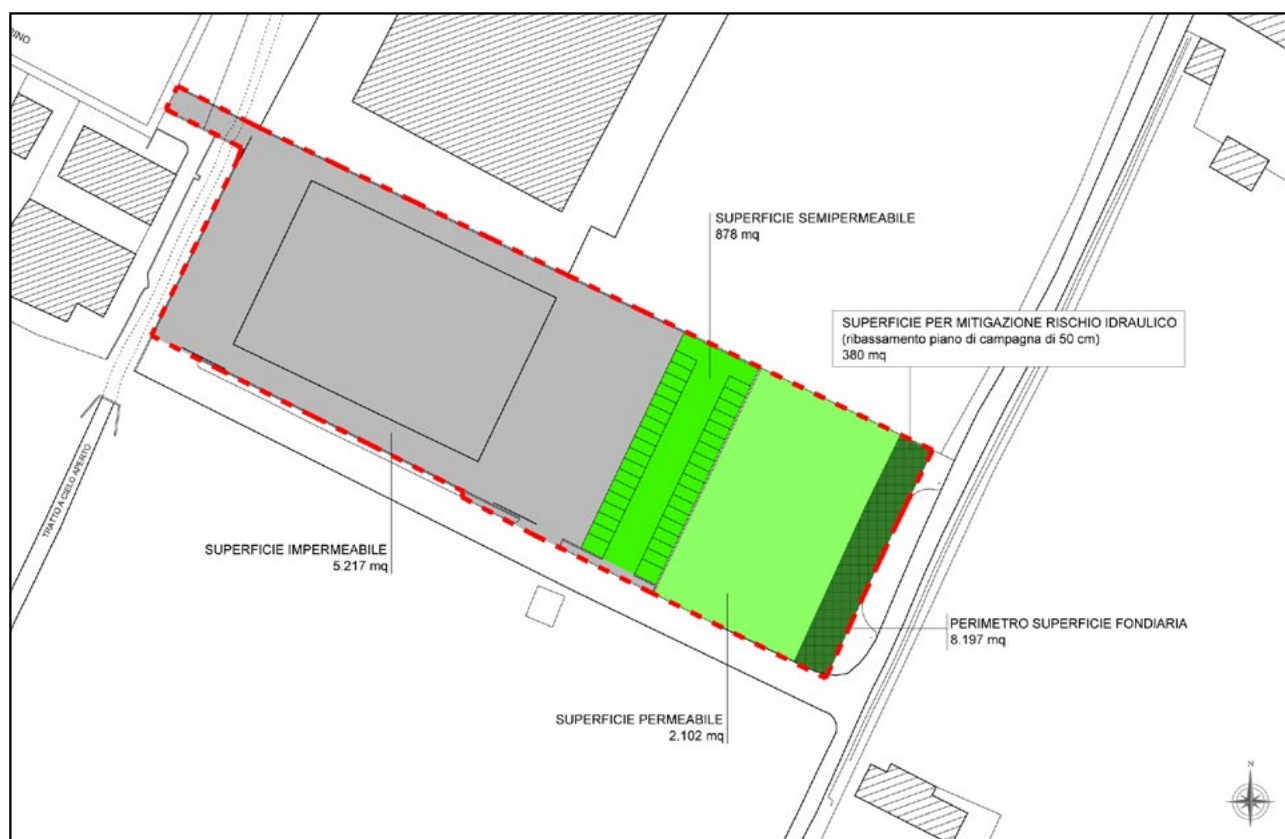 SUPERFICIE SEMIPERMEABILE
878 mq
SUPERFICIE PER MITIGAZIONE RISCHIO IDRAULICO
(ribassamento piano di campagna di 50 cm)
380 mq
TRATTO A CIELO APERTO
SUPERFICIE IMPERMEABILE
5.217 mq
PERIMETRO SUPERFICIE FONDIARIA
8.197 mq
SUPERFICIE PERMEABILE
2.102 mq
N